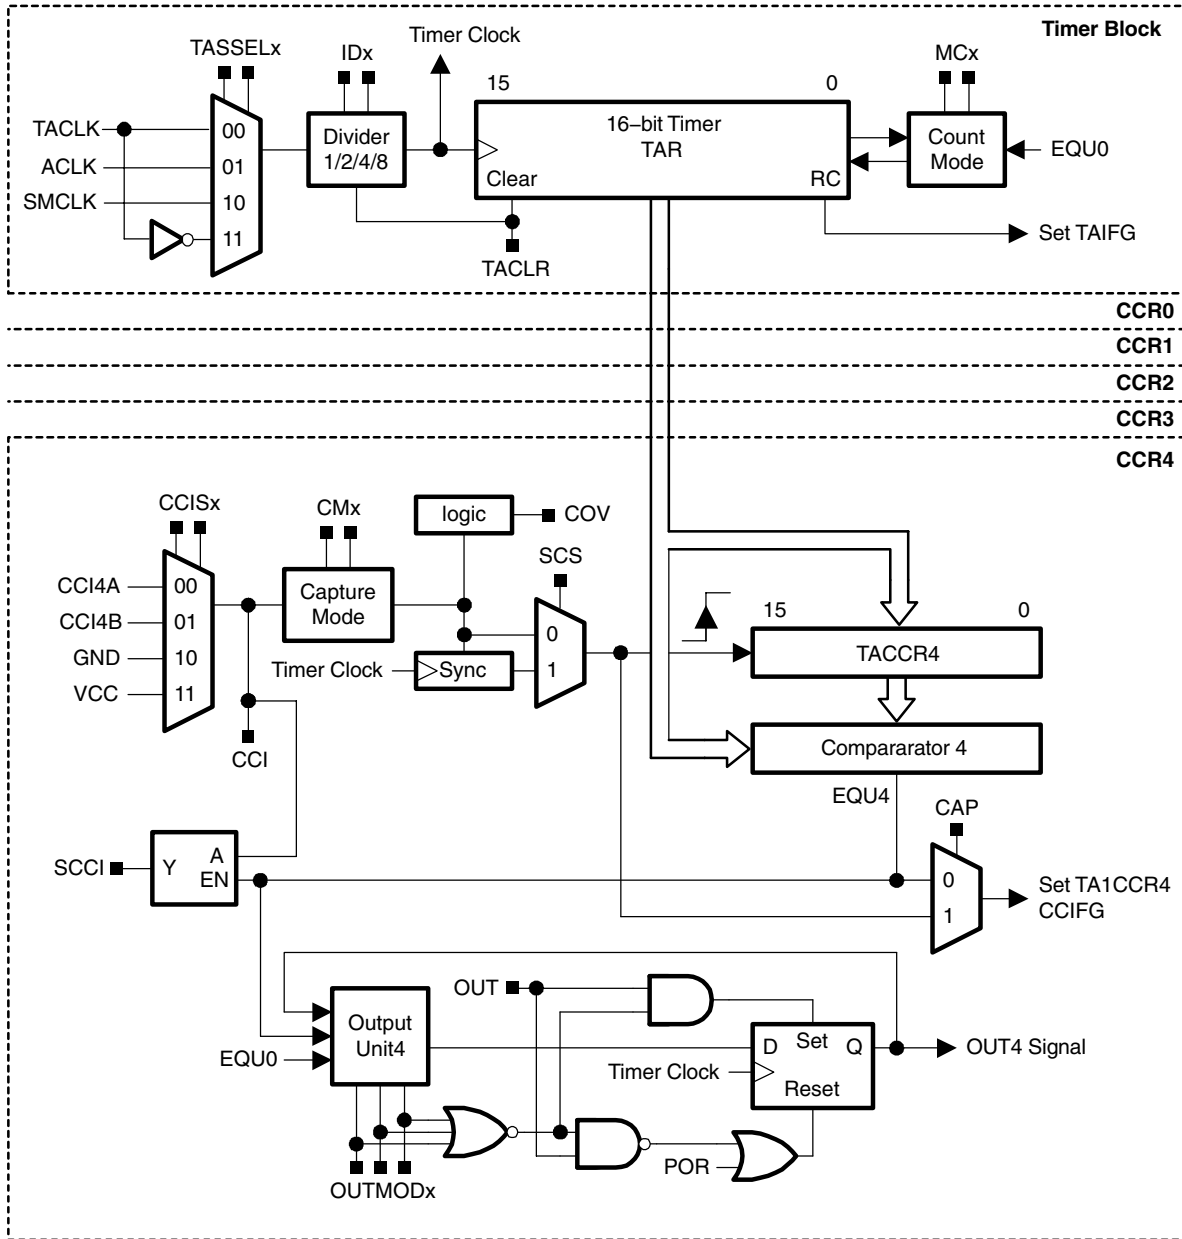 Timer Block
Timer Clock
TASSELx
IDx
MCx
15
0
TACLK
00
Divider
1/2/4/8
16−bit Timer
TAR
Count
Mode
EQU0
ACLK
01
SMCLK
10
Clear
RC
11
TACLR
Set TAIFG
CCR0
CCR1
CCR2
CCR3
CCR4
CCISx
CMx
logic
COV
SCS
CCI4A
00
Capture
Mode
CCI4B
01
GND
10
VCC
11
0
1
Timer Clock
Sync
15
0
TACCR4
CCI
Compararator 4
EQU4
CAP
SCCI
Y
A
EN
0
1
Set TA1CCR4
CCIFG
OUT
Output
Unit4
EQU0
D
Set
Q
OUT4 Signal
Timer Clock
Reset
POR
OUTMODx